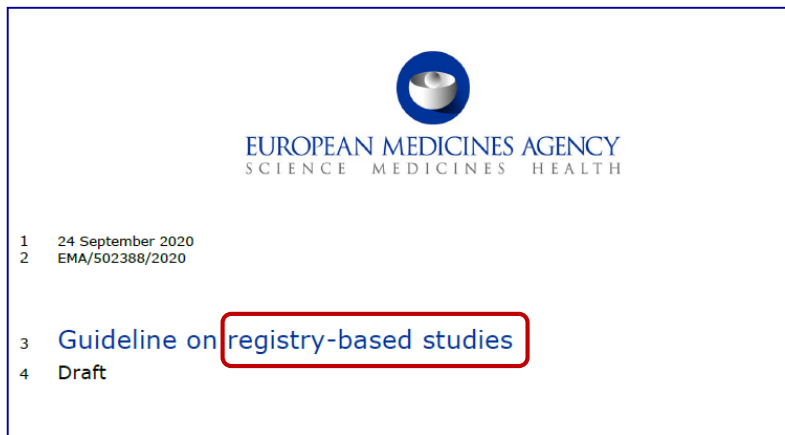 EUROPEAN MEDICINES AGENCY
SCIENCE MEDICINES HEALTH
1 24 September 2020
2 EMA/502388/2020
3 Guideline on registry-based studies
4 Draft